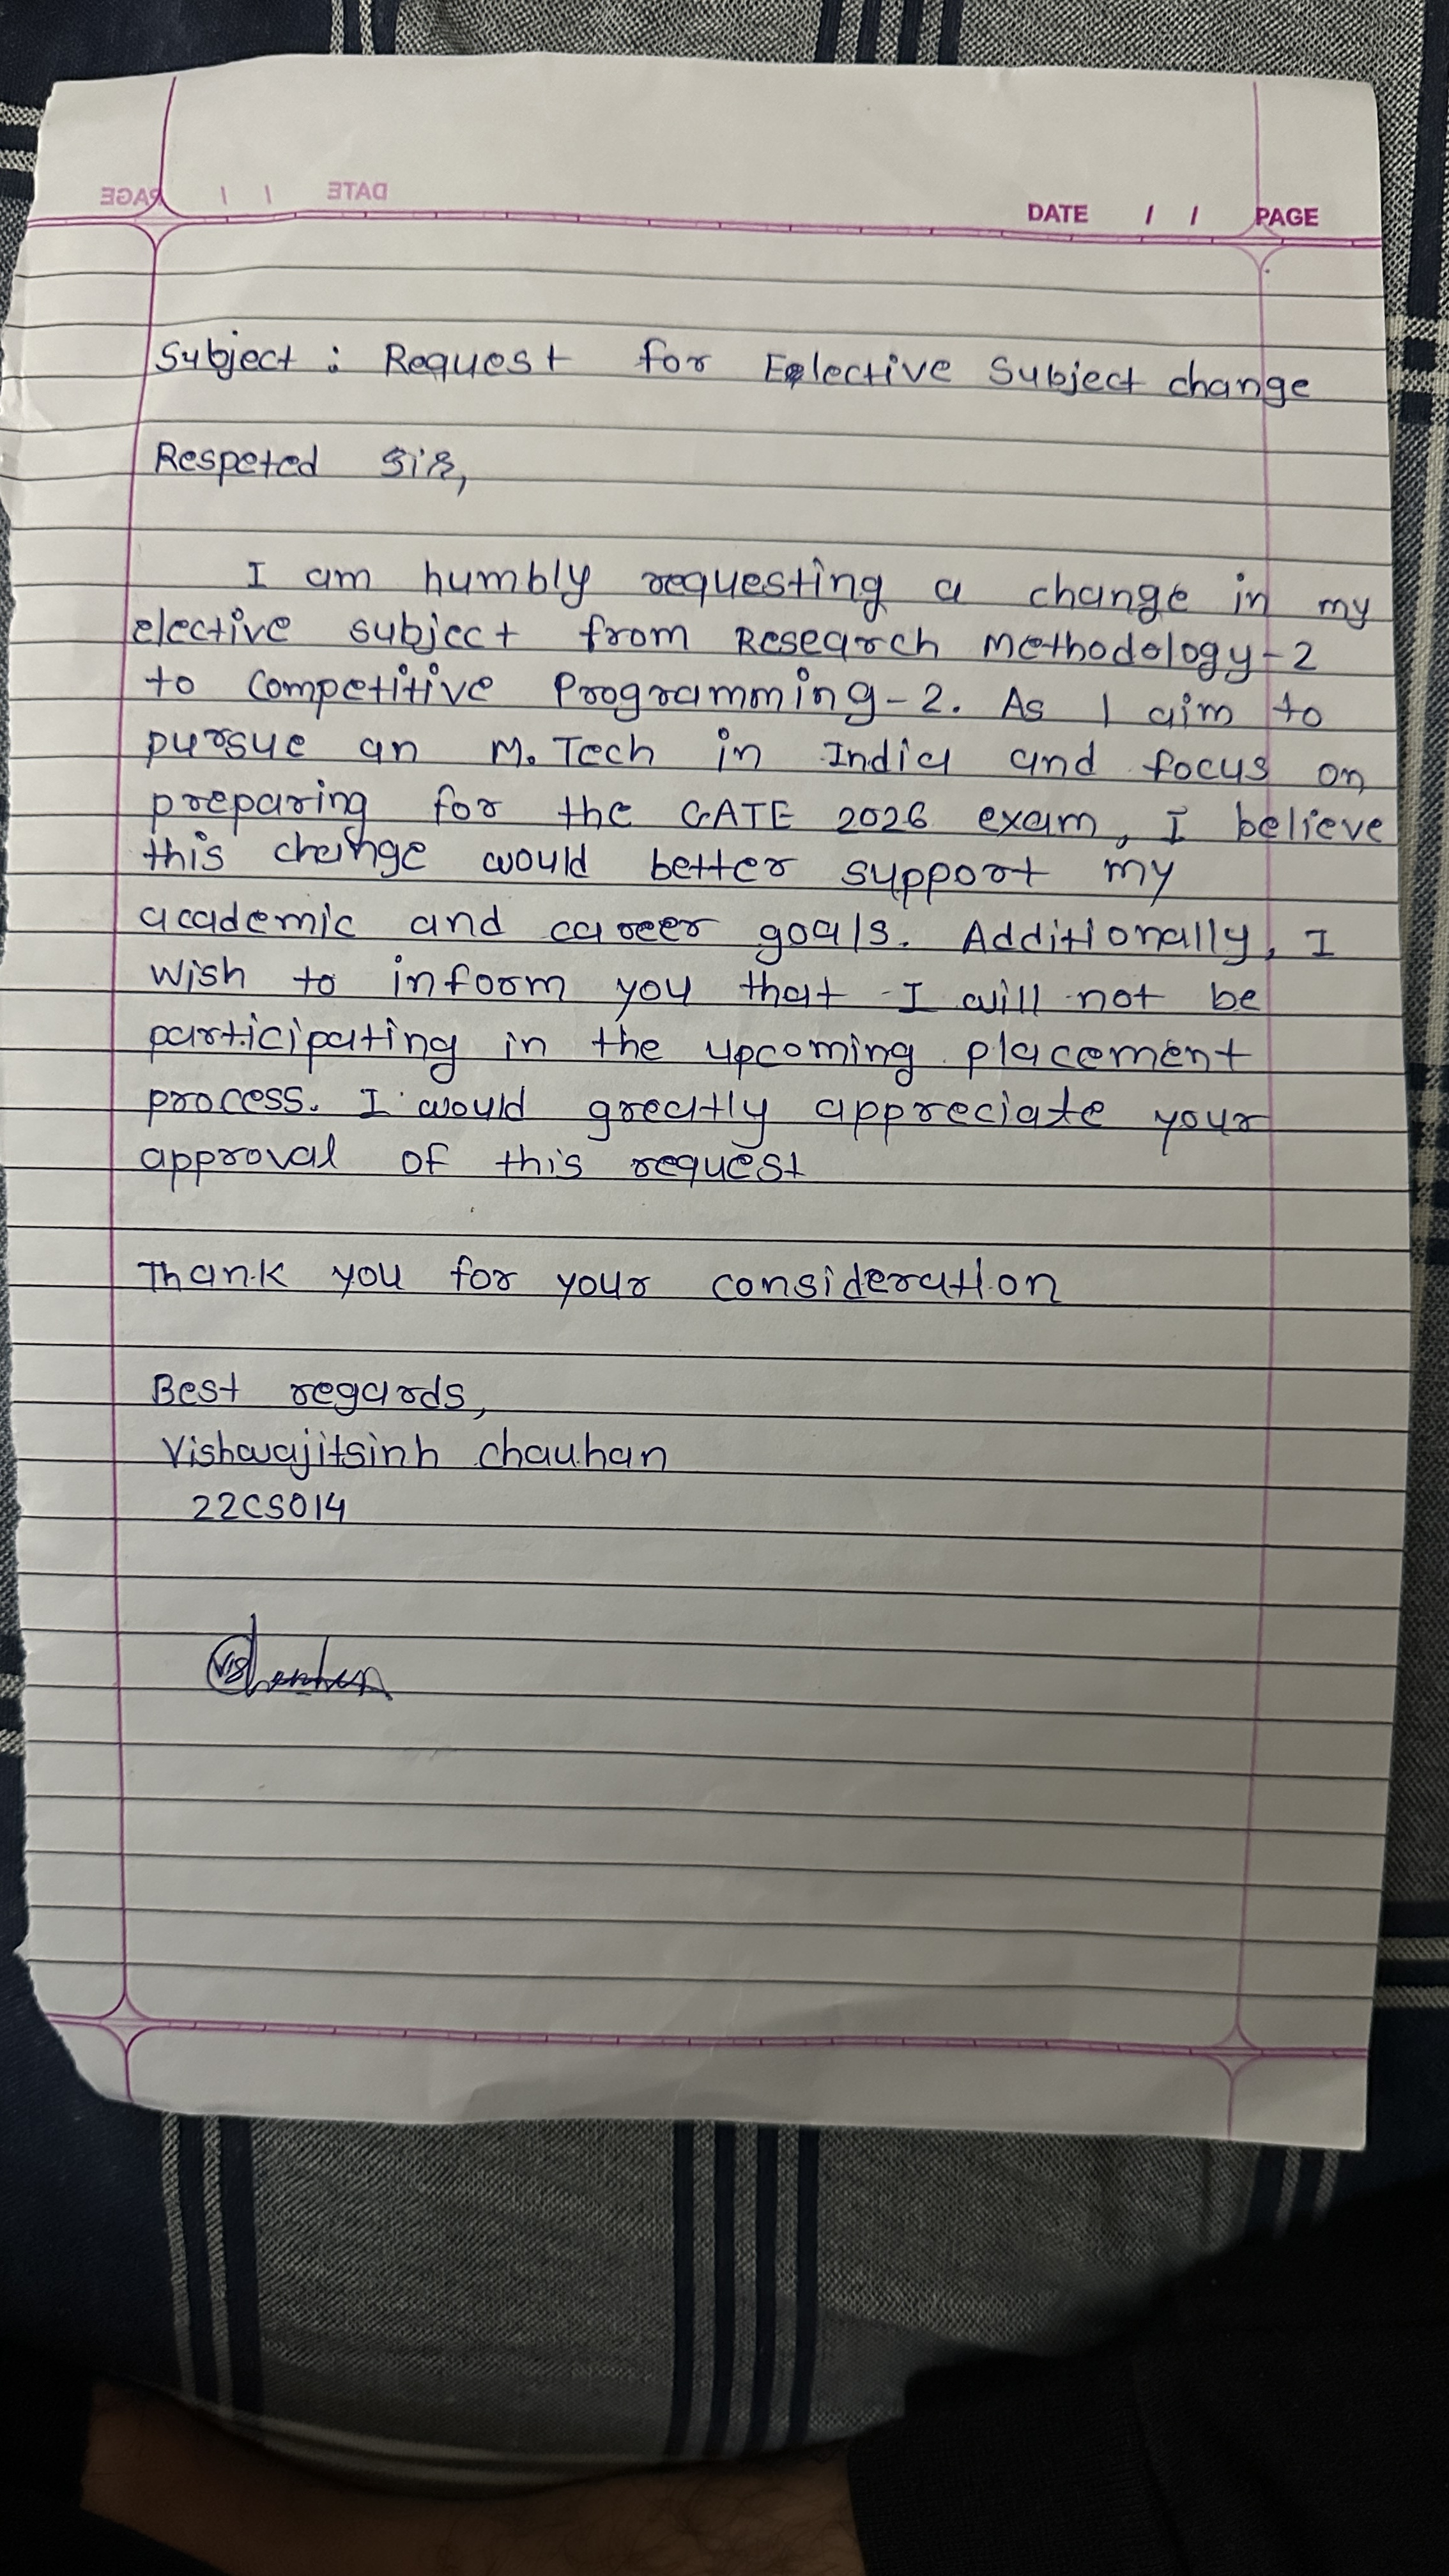 DATE / / PAGE
Subject : Request for Eelective Subject change
Respeted Sir,
I am humbly requesting a change in my
elective subject from Research Methodology-2
to Competitive Programming-2. As I aim to
pursue an M. Tech in India and focus on
preparing for the GATE 2026 exam, I believe
this change would better support my
academic and career goals. Additionally, I
wish to inform you that I will not be
participating in the upcoming placement
process. I would greatly appreciate your
approval of this request
Thank you for your consideration
Best regards,
Vishwajitsinh chauhan
22CS014